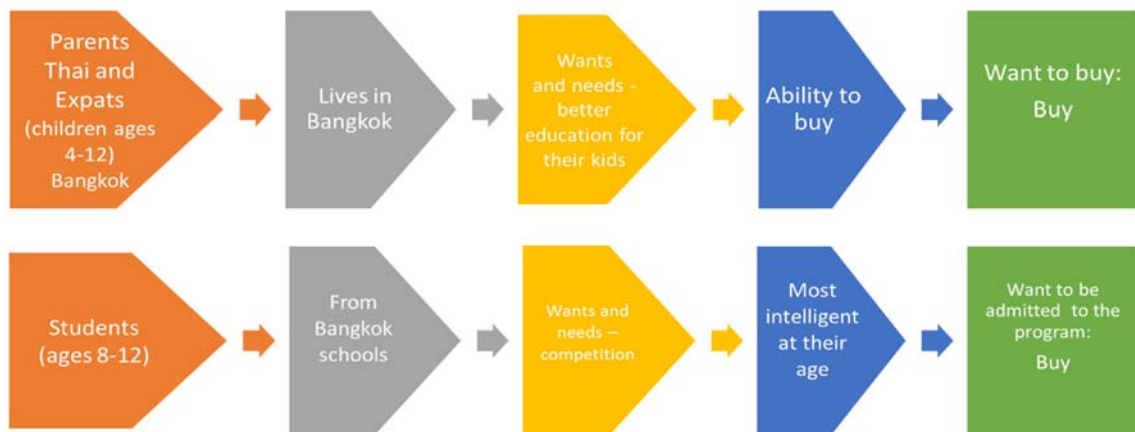 Parents
Thai and
Expats
(children ages
4-12)
Bangkok
Lives in
Bangkok
Wants
and needs -
better
education for
their kids
Ability to
buy
Want to buy:
Buy
Students
(ages 8-12)
From
Bangkok
schools
Wants and
needs –
competition
Most
intelligent
at their
age
Want to be
admitted to the
program:
Buy